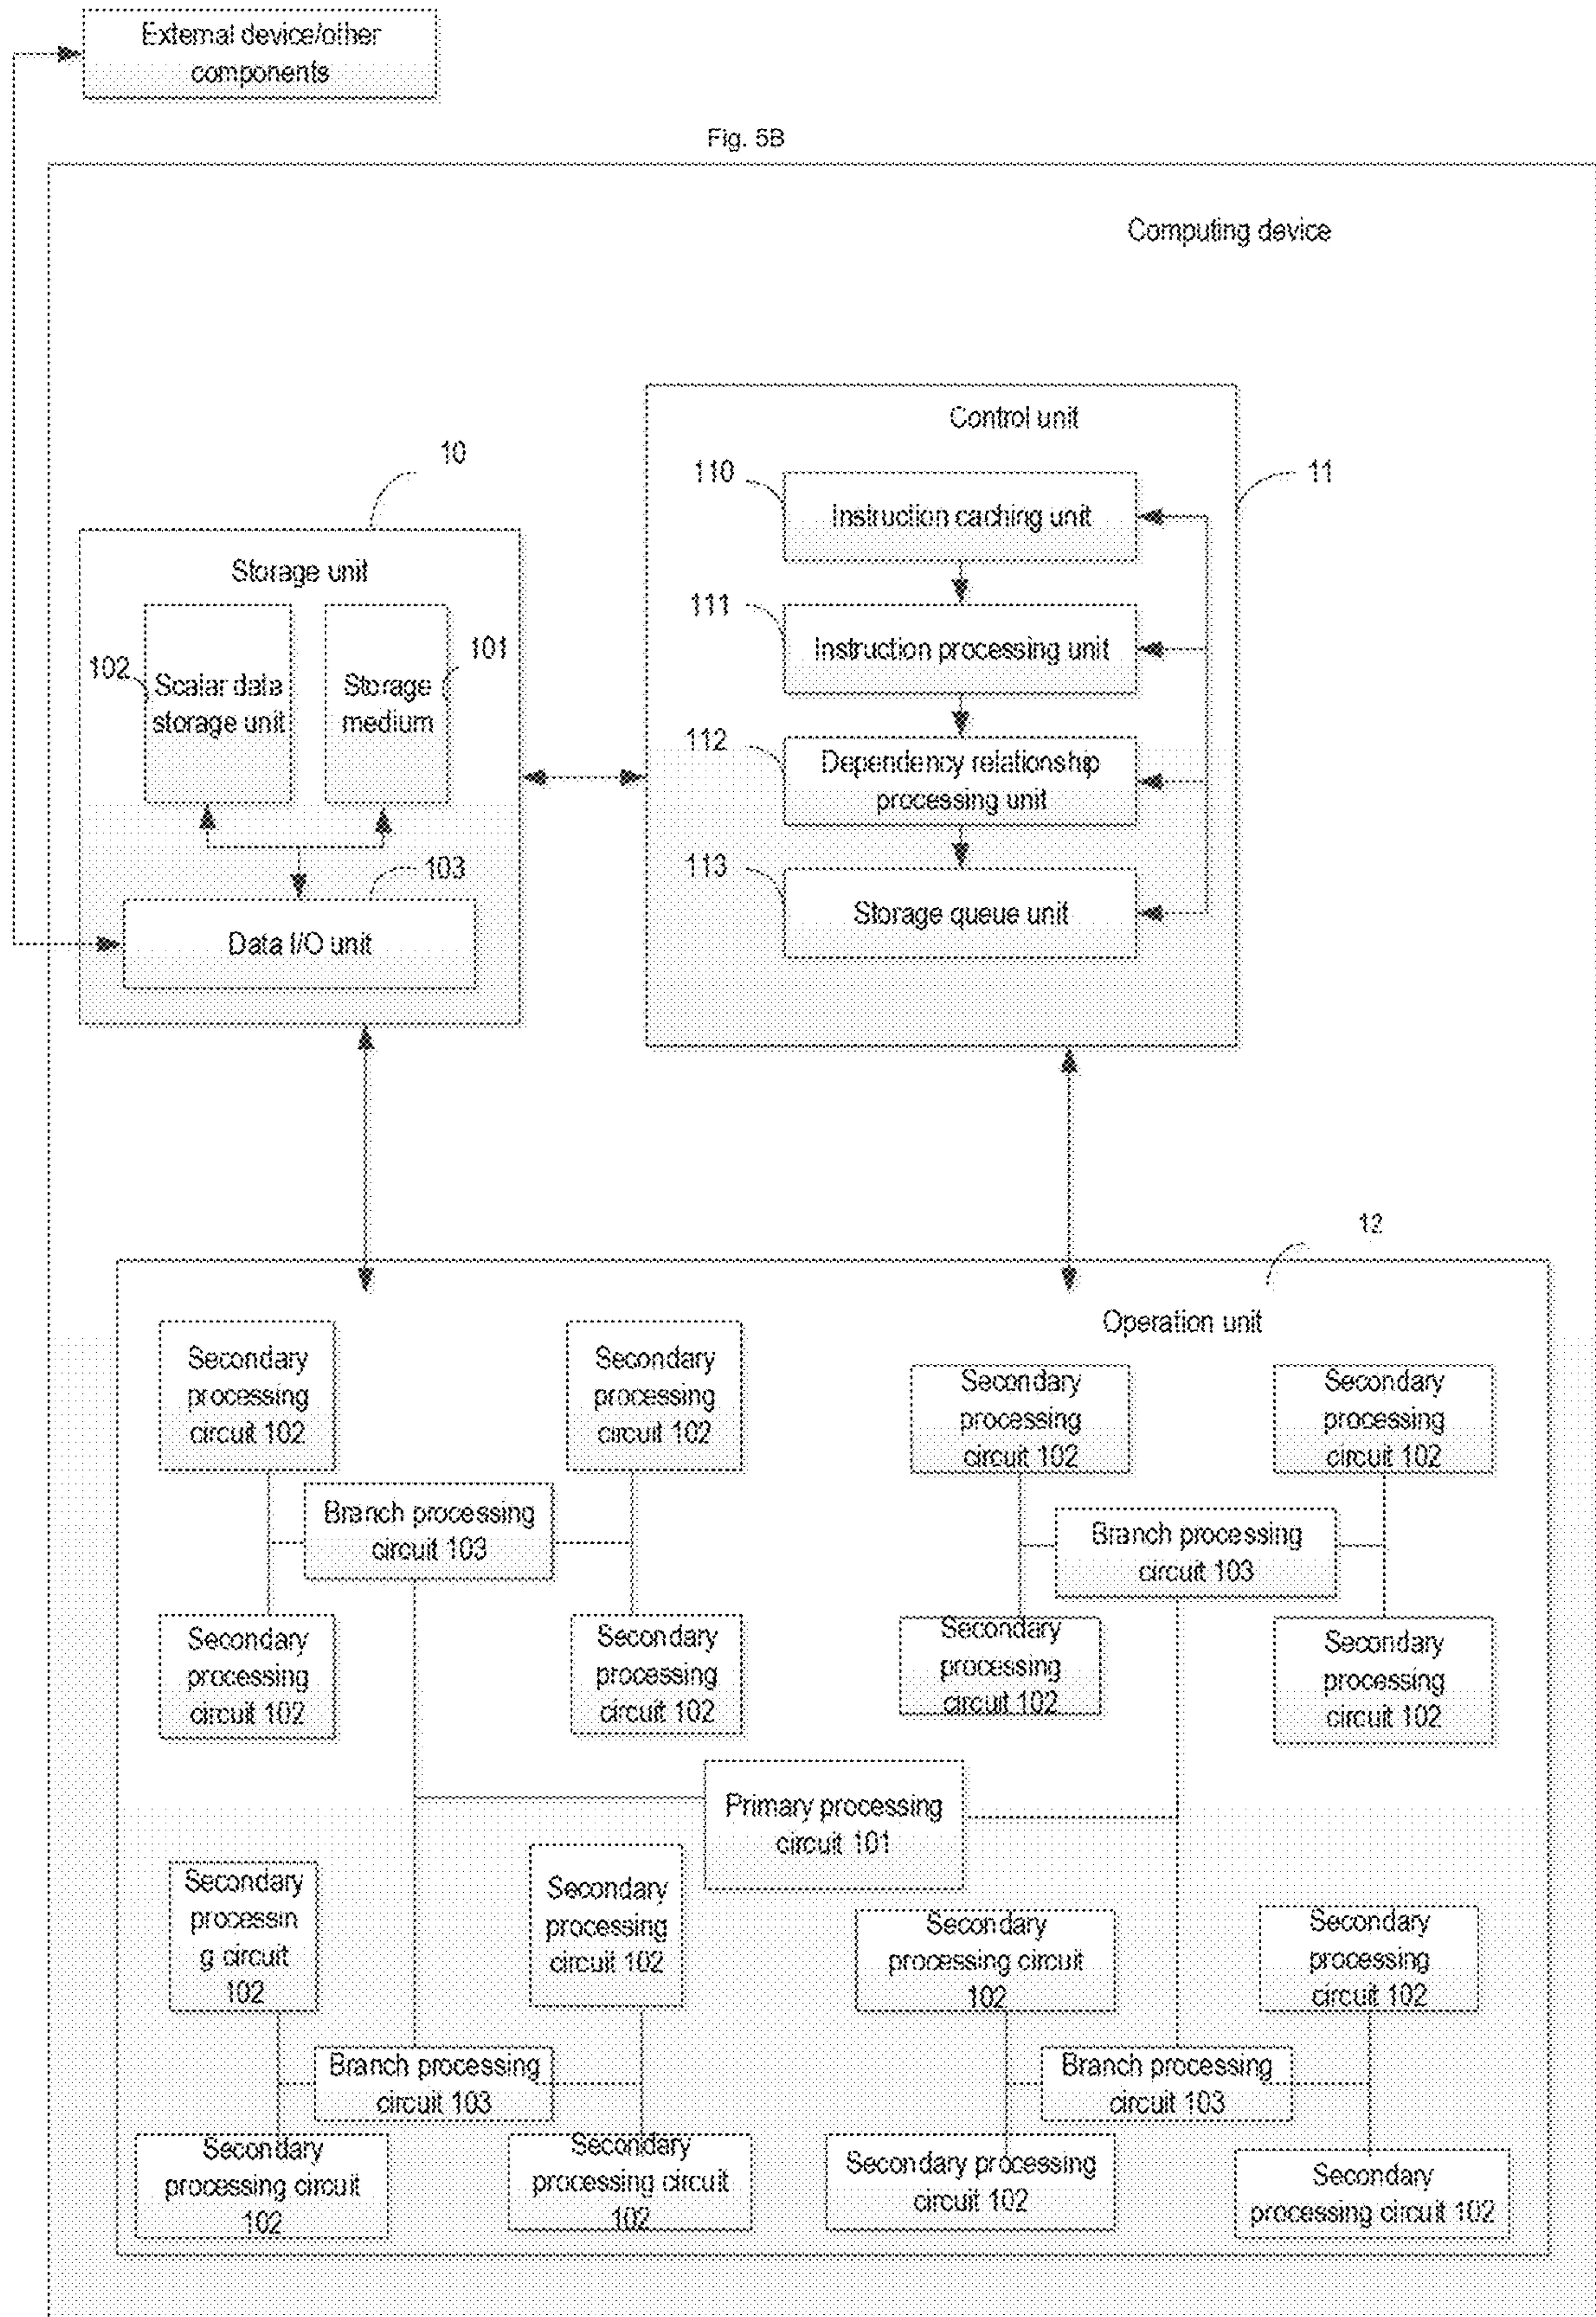 External device/other
components
Fig. 5B
Computing device
Control unit
10
110
11
Instruction caching unit
Storage unit
111
Instruction processing unit
102
Scalar data
storage unit
Storage
medium
101
112
Dependency relationship
processing unit
103
113
Storage queue unit
Data I/O unit
12
Operation unit
Secondary
processing
circuit 102
Secondary
processing
circuit 102
Secondary
processing
circuit 102
Secondary
processing
circuit 102
Branch processing
circuit 103
Branch processing
circuit 103
Secondary
processing
circuit 102
Secondary
processing
circuit 102
Secondary
processing
circuit 102
Secondary
processing
circuit 102
Primary processing
circuit 101
Secondary
processin
g circuit
102
Secondary
processing
circuit 102
Secondary
processing circuit
102
Secondary
processing
circuit 102
Branch processing
circuit 103
Branch processing
circuit 103
Secondary
processing circuit
102
Secondary
processing circuit
102
Secondary processing
circuit 102
Secondary
processing circuit 102